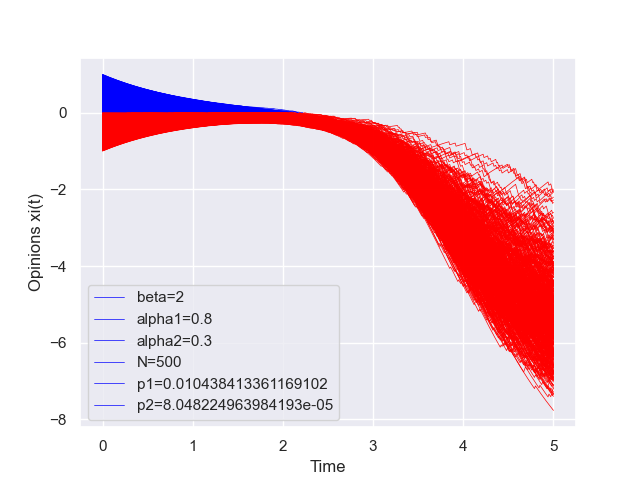 0
−2
−4
−6
−8
Opinions xi(t)
beta=2
alpha1=0.8
alpha2=0.3
N=500
p1=0.010438413361169102
p2=8.048224963984193e-05
0 1 2 3 4 5
Time